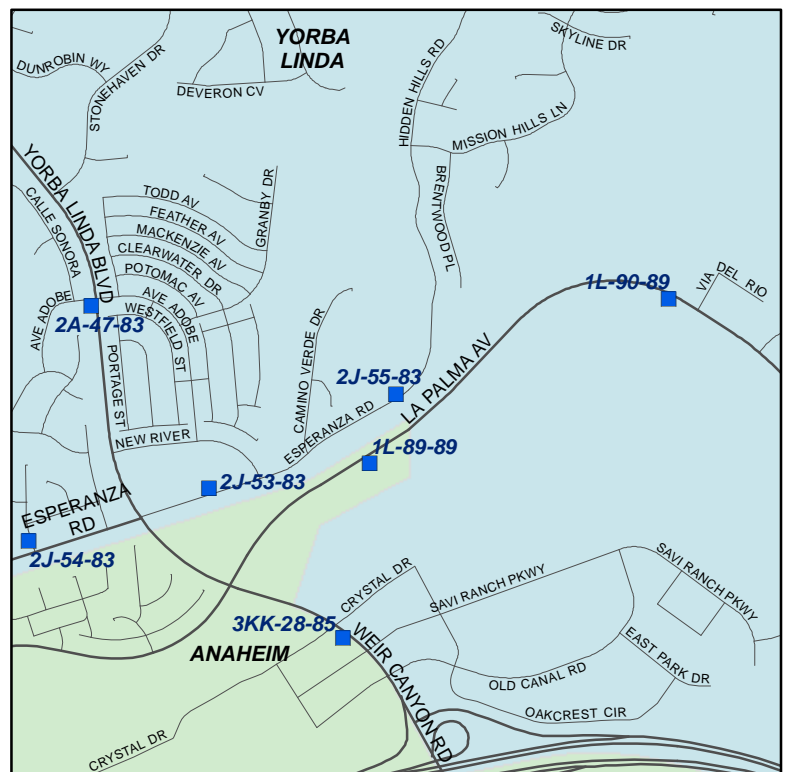 YORBA
LINDA
SKYLINE DR
DUNROBIN WY
STONEHAVEN DR
DEVERON CV
HIDDEN HILLS RD
MISSION HILLS LN
BRENTWOOD PL
YORBA LINDA BLVD
CALLE SONORA
TODD AV
FEATHER AV
MACKENZIE AV
CLEARWATER DR
POTOMAC AV
GRANBY DR
AVE ADOBE
AVE ADOBE
WESTFIELD ST
2A-47-83
PORTAGE ST
NEW RIVER
CAMINO VERDE DR
1L-90-89
VIA
DEL RIO
2J-55-83
LA PALMA AV
ESPERANZA RD
1L-89-89
2J-53-83
ESPERANZA
RD
2J-54-83
CRYSTAL DR
SAVI RANCH PKWY
SAVI RANCH PKWY
3KK-28-85
ANAHEIM
WEIR CANYON RD
EAST PARK DR
OLD CANAL RD
OAKCREST CIR
CRYSTAL DR